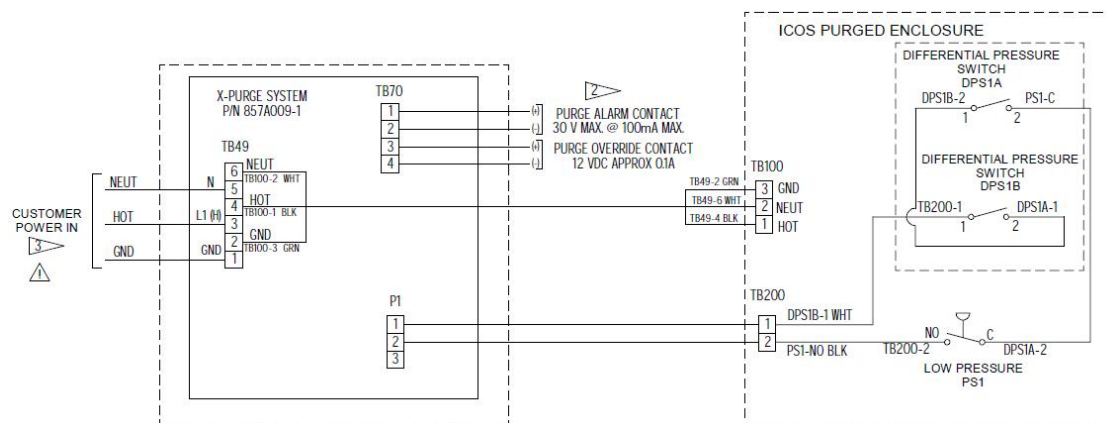 ICOS PURGED ENCLOSURE
DIFFERENTIAL PRESSURE
SWITCH
DPS1A
DPS1B-2
PS1-C
1
2
DIFFERENTIAL PRESSURE
SWITCH
DPS1B
TB200-1
DPS1A-1
1
2
X-PURGE SYSTEM
P/N 857A009-1
TB70
1
2
3
4
2
(+)
(-)
PURGE ALARM CONTACT
30 V MAX. @ 100mA MAX.
(+)
(-)
PURGE OVERRIDE CONTACT
12 VDC APPROX 0.1A
TB49
6
5
4
3
2
1
NEUT
TB100-2 WHT
HOT
TB100-1 BLK
GND
TB100-3 GRN
CUSTOMER
POWER IN
3
!
NEUT
N
HOT
L1 (H)
GND
GND
TB100
TB49-2 GRN
3
GND
TB49-6 WHT
2
NEUT
TB49-4 BLK
1
HOT
P1
1
2
3
TB200
1
DPS1B-1 WHT
2
PS1-NO BLK
TB200-2
NO
C
DPS1A-2
LOW PRESSURE
PS1